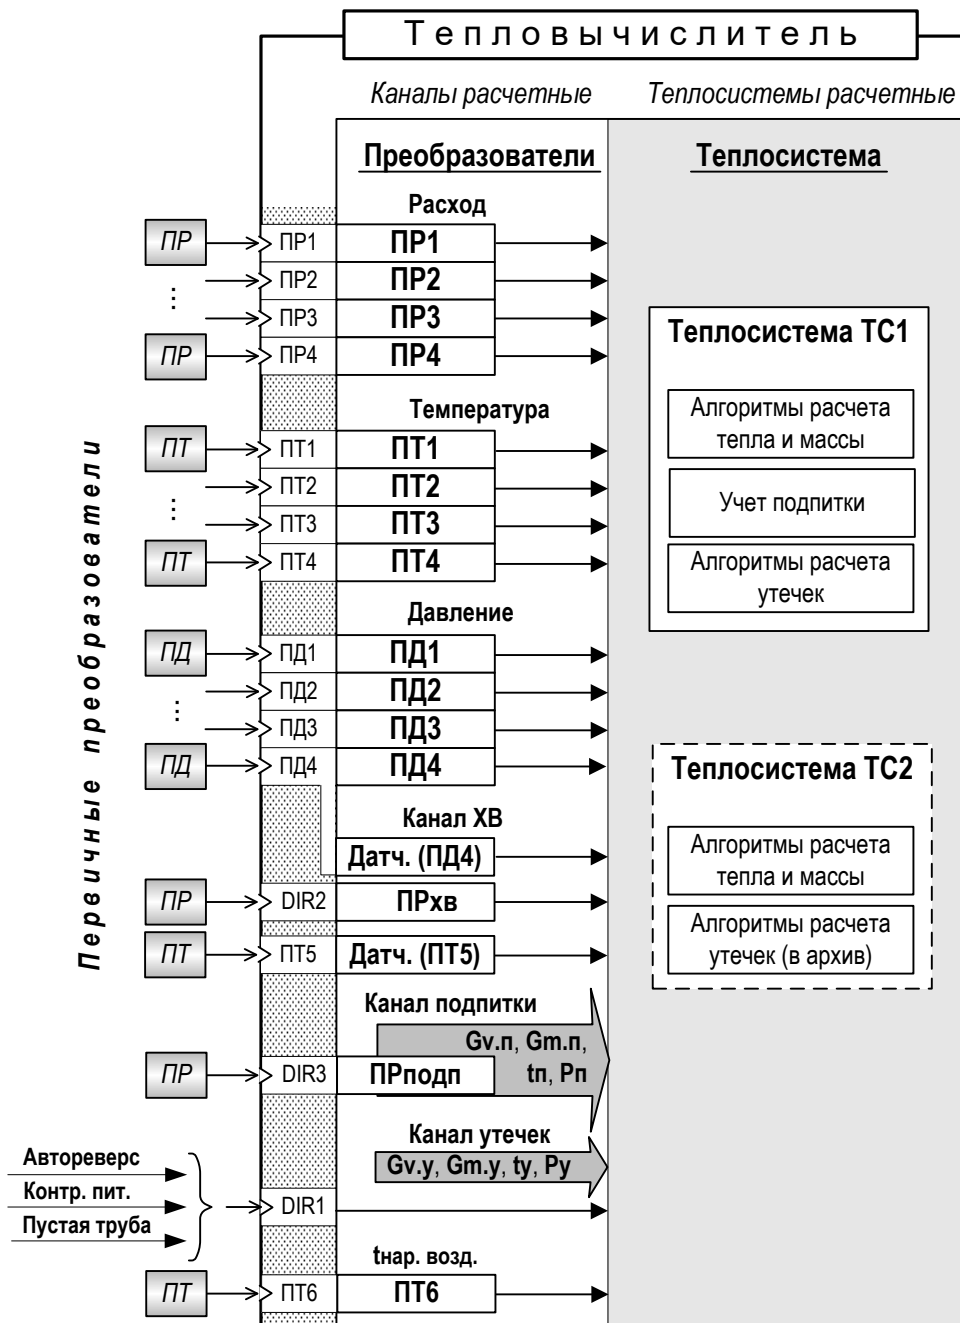 Тепловычислитель
Каналы расчетные
Теплосистемы расчетные
Преобразователи
Теплосистема
Расход
ПР ПР1 ПР1
ПР2 ПР2
⋮
ПР3 ПР3
ПР ПР4 ПР4
Температура
ПТ ПТ1 ПТ1
ПТ2 ПТ2
⋮
ПТ3 ПТ3
ПТ ПТ4 ПТ4
Давление
ПД ПД1 ПД1
ПД2 ПД2
⋮
ПД3 ПД3
ПД ПД4 ПД4
Канал ХВ
Датч. (ПД4)
ПР DIR2 ПРхв
ПТ ПТ5 Датч. (ПТ5)
Канал подпитки
Gv.п, Gm.п,
tп, Pп
ПР DIR3 ПРподп
Канал утечек
Gv.у, Gm.у, tу, Pу
Автореверс
Контр. пит.
Пустая труба
DIR1
tнар. возд.
ПТ ПТ6 ПТ6
Первичные преобразователи
Теплосистема ТС1
Алгоритмы расчета
тепла и массы
Учет подпитки
Алгоритмы расчета
утечек
Теплосистема ТС2
Алгоритмы расчета
тепла и массы
Алгоритмы расчета
утечек (в архив)